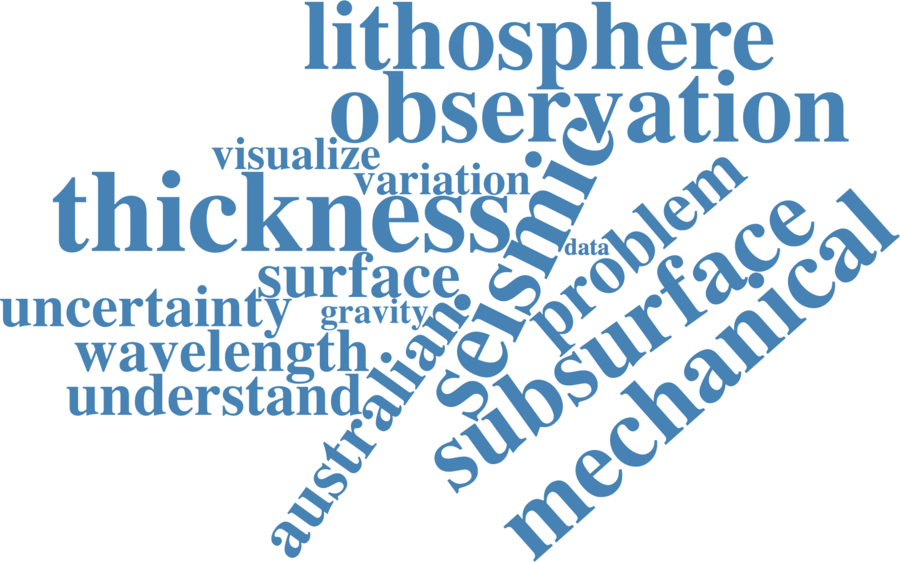 lithosphere
observation
visualize
variation
thickness
seismic
problem
data
subsurface
mechanical
surface
uncertainty
gravity
australian
wavelength
understand